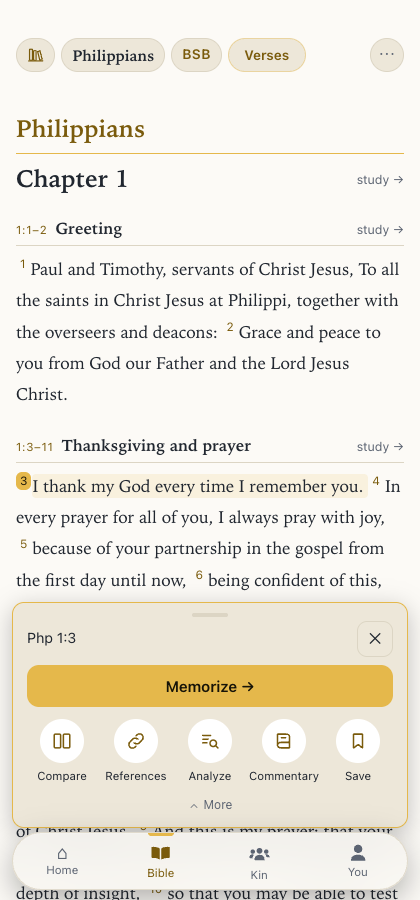 Philippians BSB Verses ...
Philippians
Chapter 1 study →
1:1–2 Greeting study →
1 Paul and Timothy, servants of Christ Jesus, To all
the saints in Christ Jesus at Philippi, together with
the overseers and deacons: 2 Grace and peace to
you from God our Father and the Lord Jesus
Christ.
1:3–11 Thanksgiving and prayer study →
3 I thank my God every time I remember you. 4 In
every prayer for all of you, I always pray with joy,
5 because of your partnership in the gospel from
the first day until now, 6 being confident of this,
Php 1:3
Memorize →
Compare References Analyze Commentary Save
More
of Christ Jesus. And this is my prayer: that your
Home Bible Kin You
depth of insight, 10 so that you may be able to test